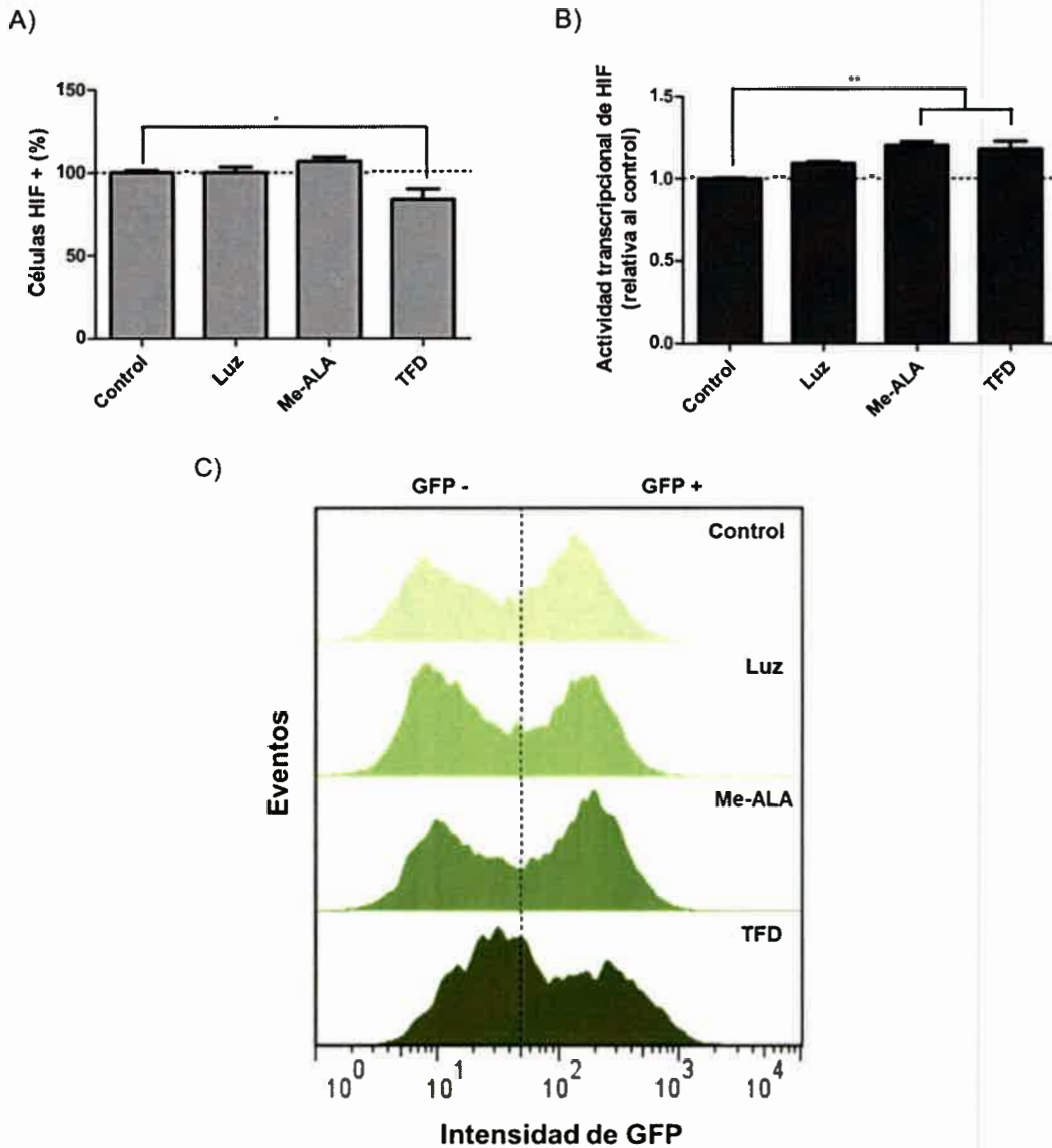 A)
Células HIF + (%)
150
100
50
0
*
Control
Luz
Me-ALA
TFD
B)
Actividad transcripcional de HIF
(relativa al control)
1.5
1.0
0.5
0.0
**
Control
Luz
Me-ALA
TFD
C)
GFP -
GFP +
Control
Luz
Me-ALA
TFD
Eventos
10^0
10^1
10^2
10^3
10^4
Intensidad de GFP